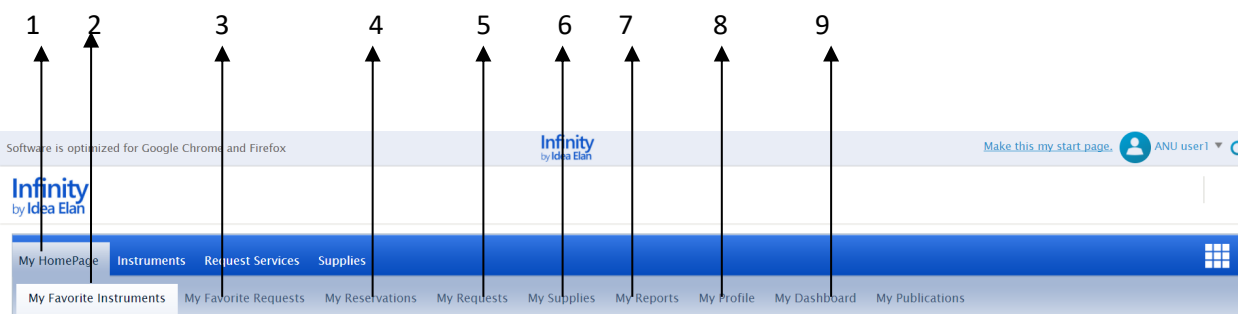 1 2 3 4 5 6 7 8 9
Software is optimized for Google Chrome and Firefox
Infinity
by Idea Elan
Make this my start page.
ANU user1
Infinity
by Idea Elan
My HomePage Instruments Request Services Supplies
My Favorite Instruments My Favorite Requests My Reservations My Requests My Supplies My Reports My Profile My Dashboard My Publications